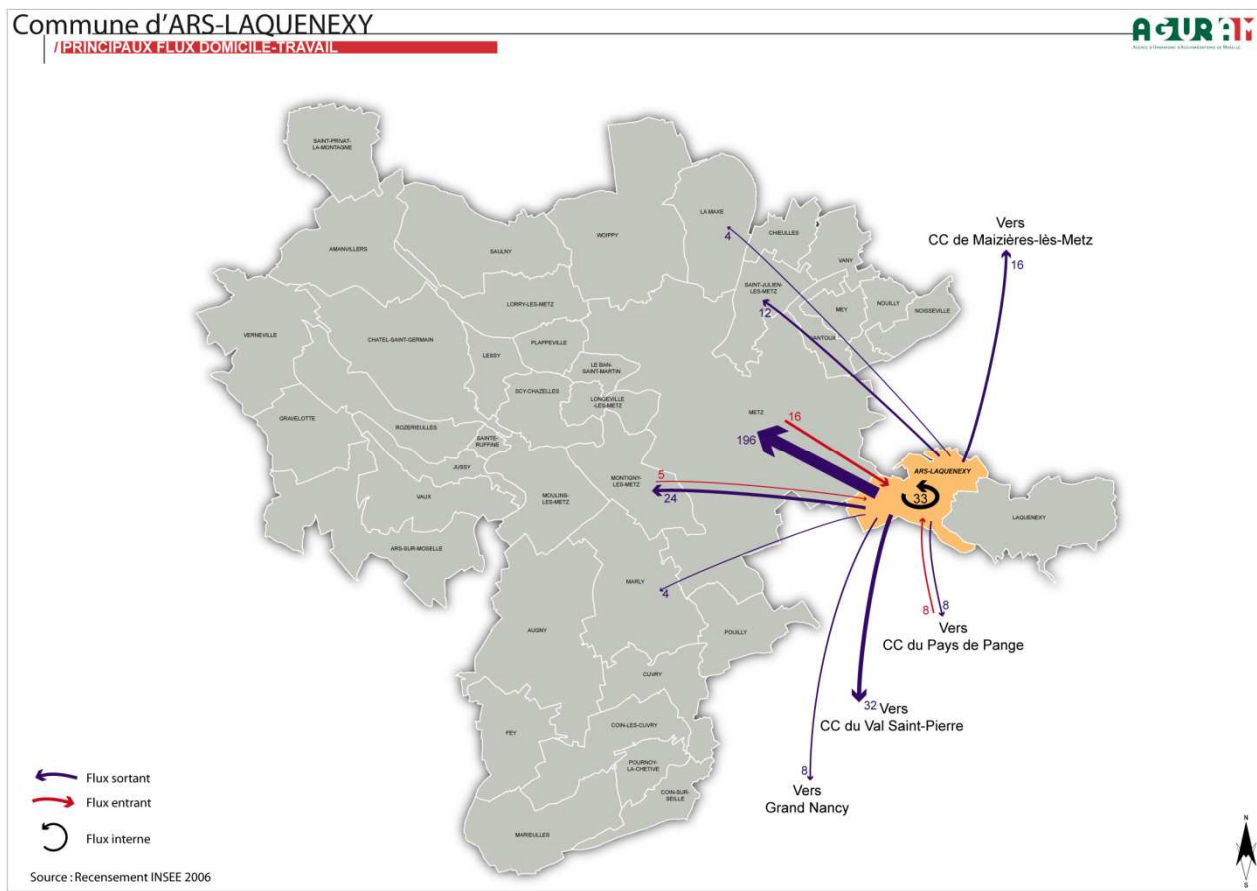 Commune d'ARS-LAQUENEXY
/PRINCIPAUX FLUX DOMICILE-TRAVAIL
AGURAM
AGENCE D'URBANISME D'AGGLOMÉRATIONS DE MOSELLE
SAINT-PRIVAT-
LA-MONTAGNE
LA MAXE
4
WOIPPY
CHIEULLES
Vers
CC de Maizières-lès-Metz
16
AMANVILLERS
SAULNY
VANY
SAINT-JULIEN-
LES-METZ
12
LORRY-LES-METZ
MEY
NOUILLY
NOISSEVILLE
VERNEVILLE
CHATEL-SAINT-GERMAIN
PLAPPEVILLE
VANTOUX
LESSY
LE BAN-
SAINT-MARTIN
SCY-CHAZELLES
LONGEVILLE
-LES-METZ
METZ
16
196
GRAVELOTTE
ROZERIEULLES
SAINTE-
RUFFINE
JUSSY
MONTIGNY-
LES-METZ
5
24
ARS-LAQUENEXY
33
VAUX
MOULINS-
LES-METZ
LAQUENEXY
ARS-SUR-MOSELLE
MARLY
4
8
8
Vers
CC du Pays de Pange
AUGNY
POUILLY
CUVRY
32 Vers
CC du Val Saint-Pierre
FEY
COIN-LES-CUVRY
POURNOY-
LA-CHETIVE
8
Vers
Grand Nancy
COIN-SUR-
SEILLE
MARIEULLES
Flux sortant
Flux entrant
Flux interne
Source : Recensement INSEE 2006
N
S